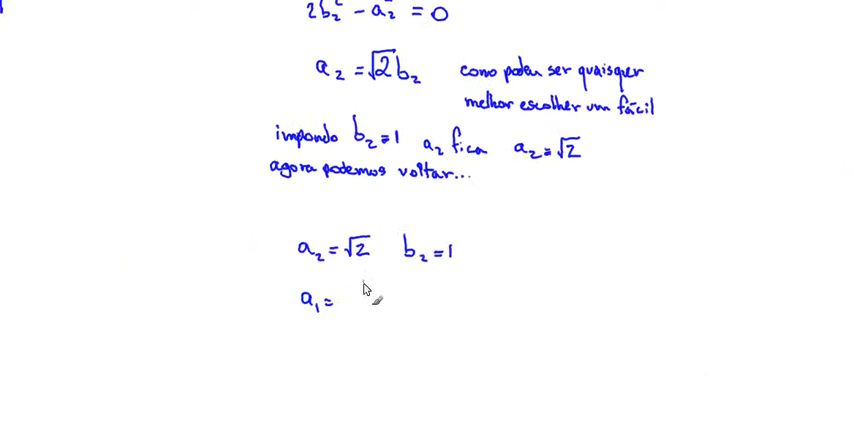 2b₂² - a₂² = 0
a₂ = √2 b₂ como podem ser quaisquer
melhor escolher um fácil
impondo b₂ = 1 a₂ fica a₂ = √2
agora podemos voltar...
a₂ = √2 b₂ = 1
a₁ =